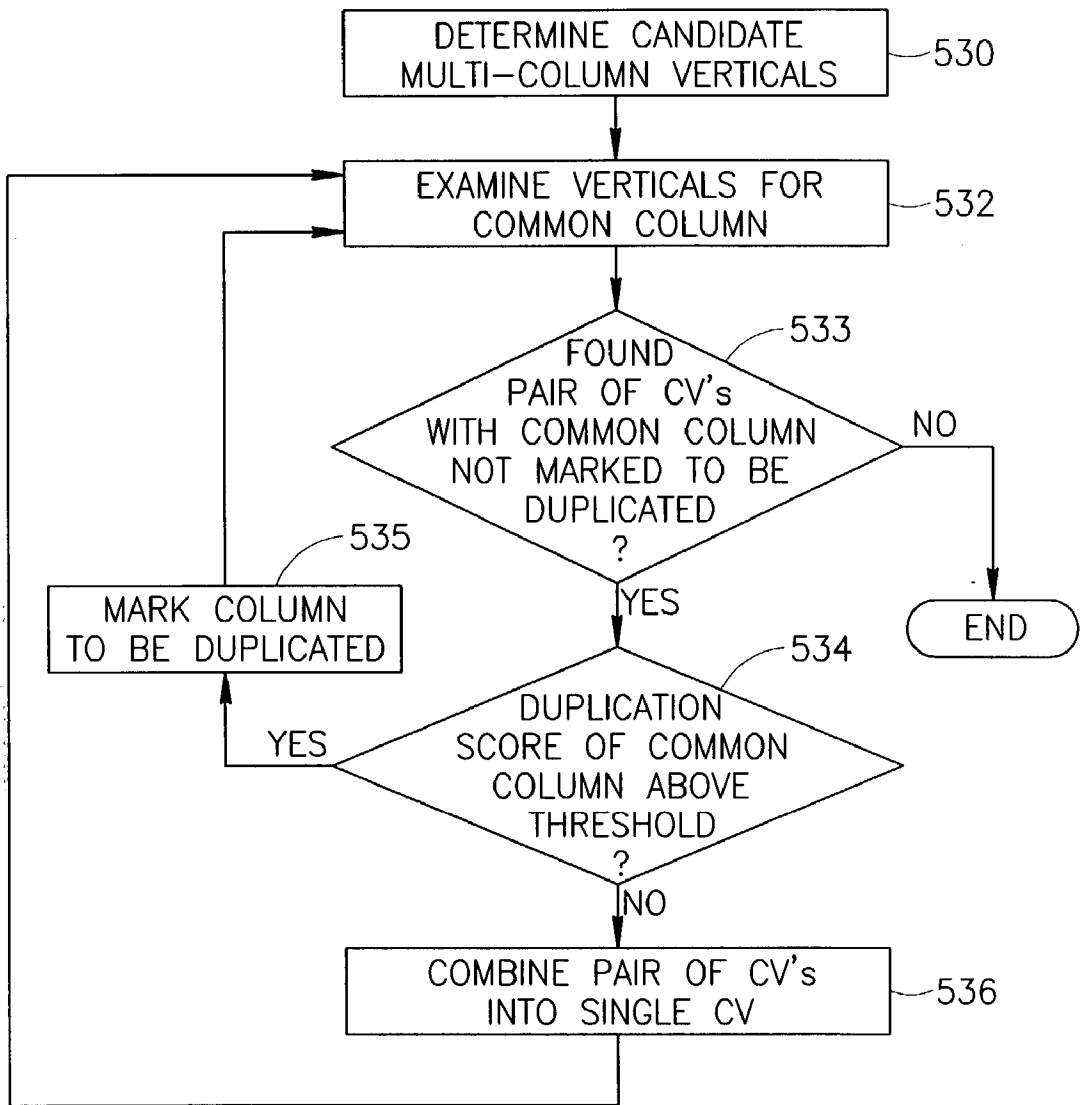 DETERMINE CANDIDATE
MULTI-COLUMN VERTICALS
530
EXAMINE VERTICALS FOR
COMMON COLUMN
532
533
FOUND
PAIR OF CV's
WITH COMMON COLUMN
NOT MARKED TO BE
DUPLICATED
?
NO
YES
END
535
MARK COLUMN
TO BE DUPLICATED
534
DUPLICATION
SCORE OF COMMON
COLUMN ABOVE
THRESHOLD
?
YES
NO
COMBINE PAIR OF CV's
INTO SINGLE CV
536